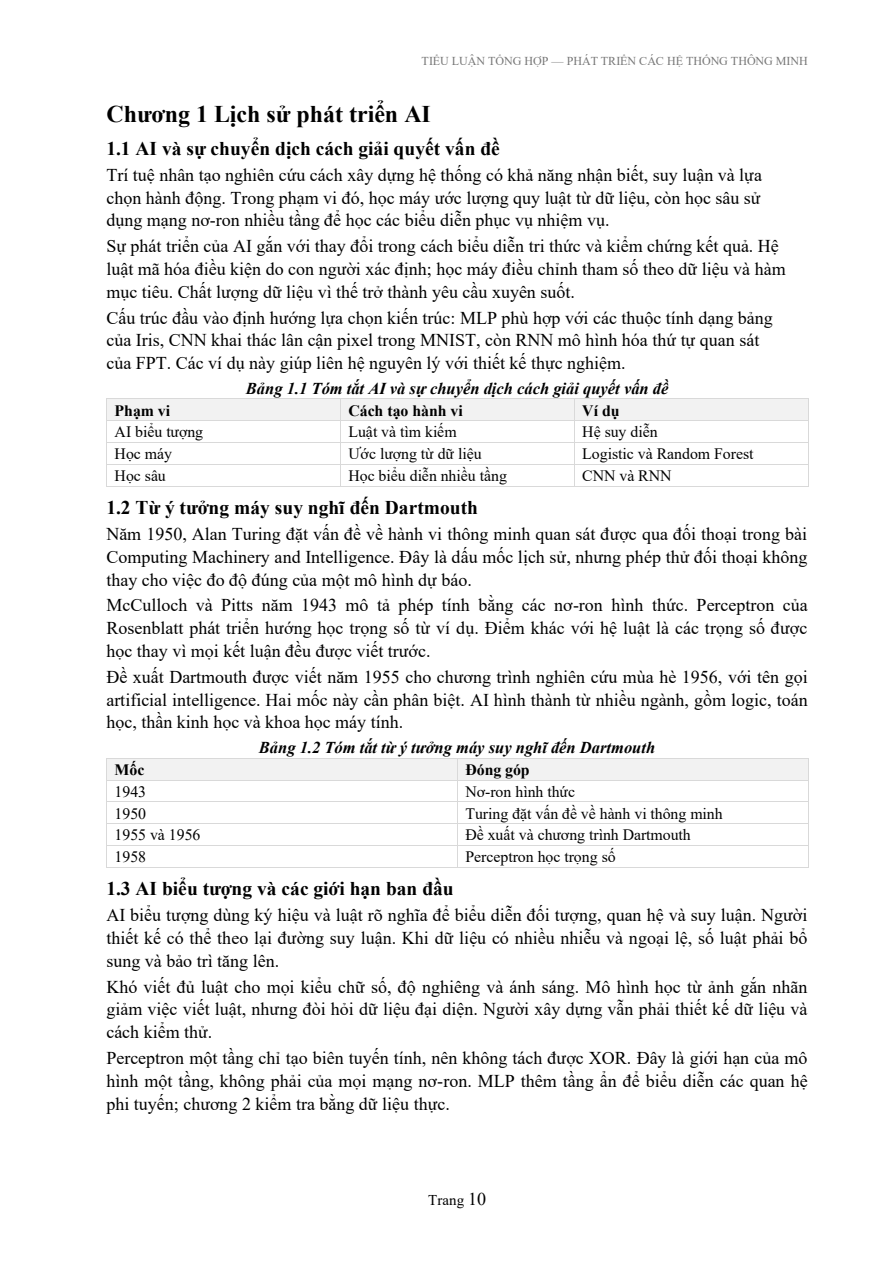 TIỂU LUẬN TỔNG HỢP — PHÁT TRIỂN CÁC HỆ THỐNG THÔNG MINH
Chương 1 Lịch sử phát triển AI
1.1 AI và sự chuyển dịch cách giải quyết vấn đề
Trí tuệ nhân tạo nghiên cứu cách xây dựng hệ thống có khả năng nhận biết, suy luận và lựa
chọn hành động. Trong phạm vi đó, học máy ước lượng quy luật từ dữ liệu, còn học sâu sử
dụng mạng nơ-ron nhiều tầng để học các biểu diễn phục vụ nhiệm vụ.
Sự phát triển của AI gắn với thay đổi trong cách biểu diễn tri thức và kiểm chứng kết quả. Hệ
luật mã hóa điều kiện do con người xác định; học máy điều chỉnh tham số theo dữ liệu và hàm
mục tiêu. Chất lượng dữ liệu vì thế trở thành yêu cầu xuyên suốt.
Cấu trúc đầu vào định hướng lựa chọn kiến trúc: MLP phù hợp với các thuộc tính dạng bảng
của Iris, CNN khai thác lân cận pixel trong MNIST, còn RNN mô hình hóa thứ tự quan sát
của FPT. Các ví dụ này giúp liên hệ nguyên lý với thiết kế thực nghiệm.
Bảng 1.1 Tóm tắt AI và sự chuyển dịch cách giải quyết vấn đề
Phạm vi Cách tạo hành vi Ví dụ
AI biểu tượng Luật và tìm kiếm Hệ suy diễn
Học máy Ước lượng từ dữ liệu Logistic và Random Forest
Học sâu Học biểu diễn nhiều tầng CNN và RNN
1.2 Từ ý tưởng máy suy nghĩ đến Dartmouth
Năm 1950, Alan Turing đặt vấn đề về hành vi thông minh quan sát được qua đối thoại trong bài
Computing Machinery and Intelligence. Đây là dấu mốc lịch sử, nhưng phép thử đối thoại không
thay cho việc đo độ đúng của một mô hình dự báo.
McCulloch và Pitts năm 1943 mô tả phép tính bằng các nơ-ron hình thức. Perceptron của
Rosenblatt phát triển hướng học trọng số từ ví dụ. Điểm khác với hệ luật là các trọng số được
học thay vì mọi kết luận đều được viết trước.
Đề xuất Dartmouth được viết năm 1955 cho chương trình nghiên cứu mùa hè 1956, với tên gọi
artificial intelligence. Hai mốc này cần phân biệt. AI hình thành từ nhiều ngành, gồm logic, toán
học, thần kinh học và khoa học máy tính.
Bảng 1.2 Tóm tắt từ ý tưởng máy suy nghĩ đến Dartmouth
Mốc Đóng góp
1943 Nơ-ron hình thức
1950 Turing đặt vấn đề về hành vi thông minh
1955 và 1956 Đề xuất và chương trình Dartmouth
1958 Perceptron học trọng số
1.3 AI biểu tượng và các giới hạn ban đầu
AI biểu tượng dùng ký hiệu và luật rõ nghĩa để biểu diễn đối tượng, quan hệ và suy luận. Người
thiết kế có thể theo lại đường suy luận. Khi dữ liệu có nhiều nhiễu và ngoại lệ, số luật phải bổ
sung và bảo trì tăng lên.
Khó viết đủ luật cho mọi kiểu chữ số, độ nghiêng và ánh sáng. Mô hình học từ ảnh gắn nhãn
giảm việc viết luật, nhưng đòi hỏi dữ liệu đại diện. Người xây dựng vẫn phải thiết kế dữ liệu và
cách kiểm thử.
Perceptron một tầng chỉ tạo biên tuyến tính, nên không tách được XOR. Đây là giới hạn của mô
hình một tầng, không phải của mọi mạng nơ-ron. MLP thêm tầng ẩn để biểu diễn các quan hệ
phi tuyến; chương 2 kiểm tra bằng dữ liệu thực.
Trang 10